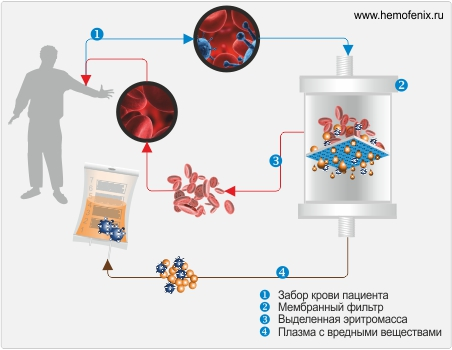 www.hemofenix.ru
1
2
3
4
1 Забор крови пациента
2 Мембранный фильтр
3 Выделенная эритромасса
4 Плазма с вредными веществами